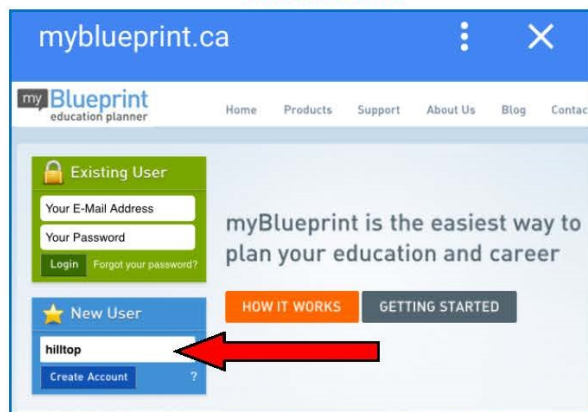 myblueprint.ca
my Blueprint
education planner
Home Products Support About Us Blog Contac
Existing User
Your E-Mail Address
Your Password
Login Forgot your password?
New User
hilltop
Create Account ?
myBlueprint is the easiest way to
plan your education and career
HOW IT WORKS GETTING STARTED